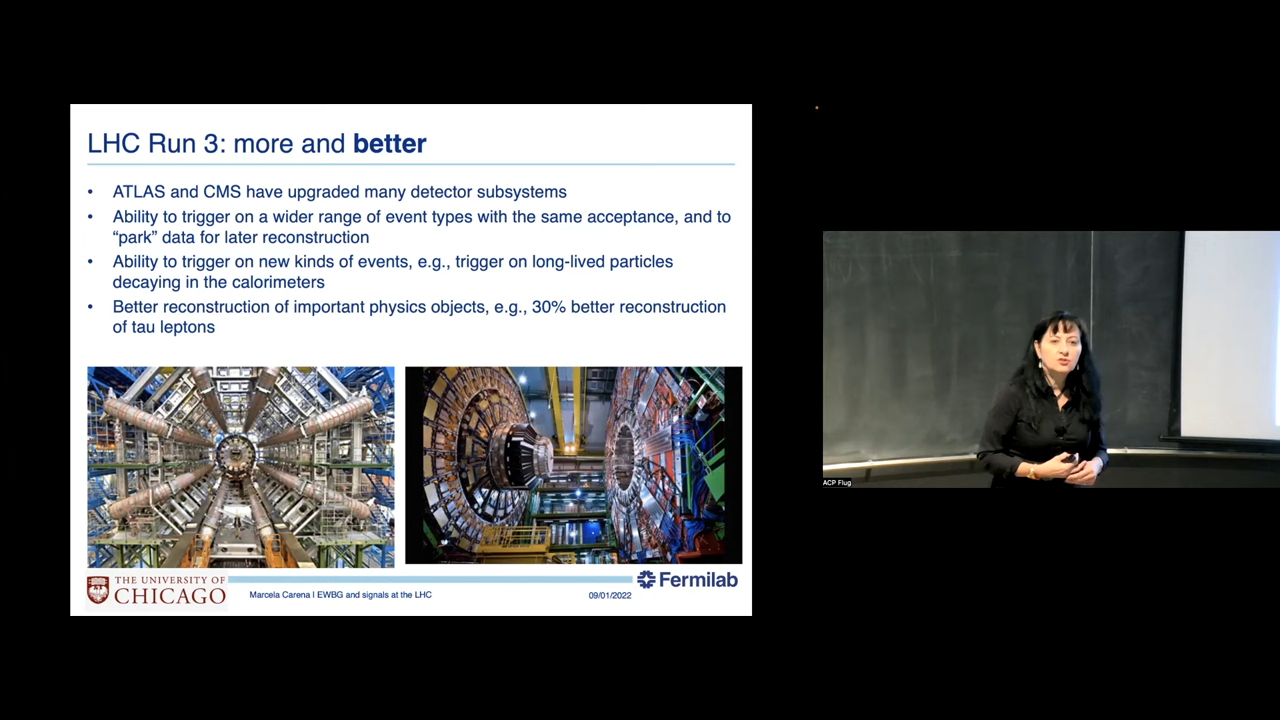 LHC Run 3: more and better
• ATLAS and CMS have upgraded many detector subsystems
• Ability to trigger on a wider range of event types with the same acceptance, and to
“park” data for later reconstruction
• Ability to trigger on new kinds of events, e.g., trigger on long-lived particles
decaying in the calorimeters
• Better reconstruction of important physics objects, e.g., 30% better reconstruction
of tau leptons
THE UNIVERSITY OF
CHICAGO
Marcela Carena I EWBG and signals at the LHC
09/01/2022
Fermilab
ACP Flug